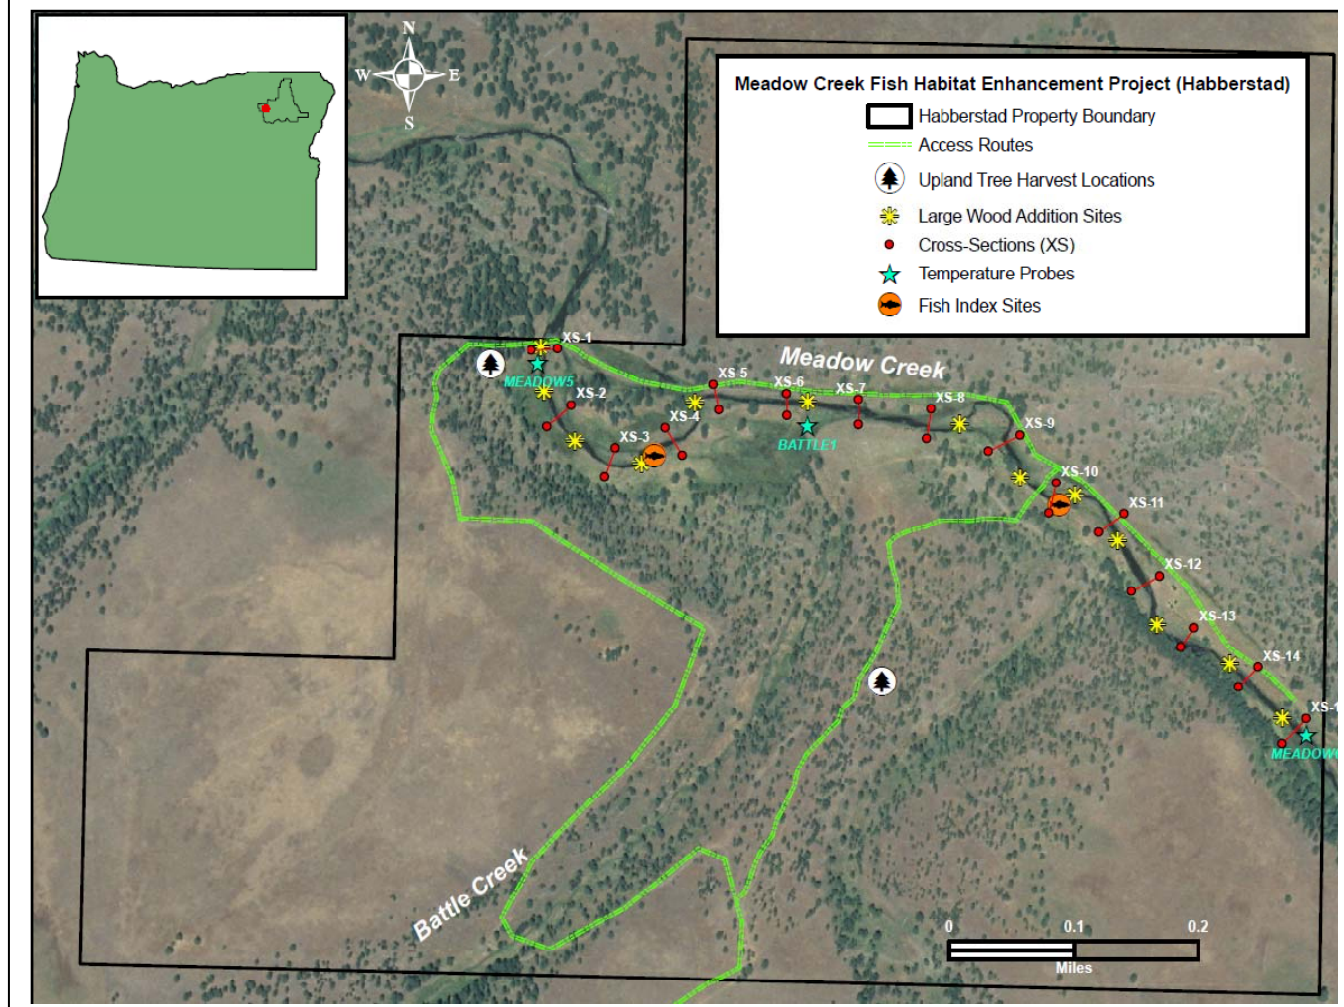 N
W
E
S
Meadow Creek Fish Habitat Enhancement Project (Habberstad)
Habberstad Property Boundary
Access Routes
Upland Tree Harvest Locations
Large Wood Addition Sites
Cross-Sections (XS)
Temperature Probes
Fish Index Sites
XS-1
Meadow Creek
MEADOW5
XS-5
XS-6
XS-7
XS-2
XS-8
XS-4
XS-9
BATTLE1
XS-3
XS-10
XS-11
XS-12
XS-13
XS-14
XS-1
Battle Creek
0
0.1
0.2
Miles